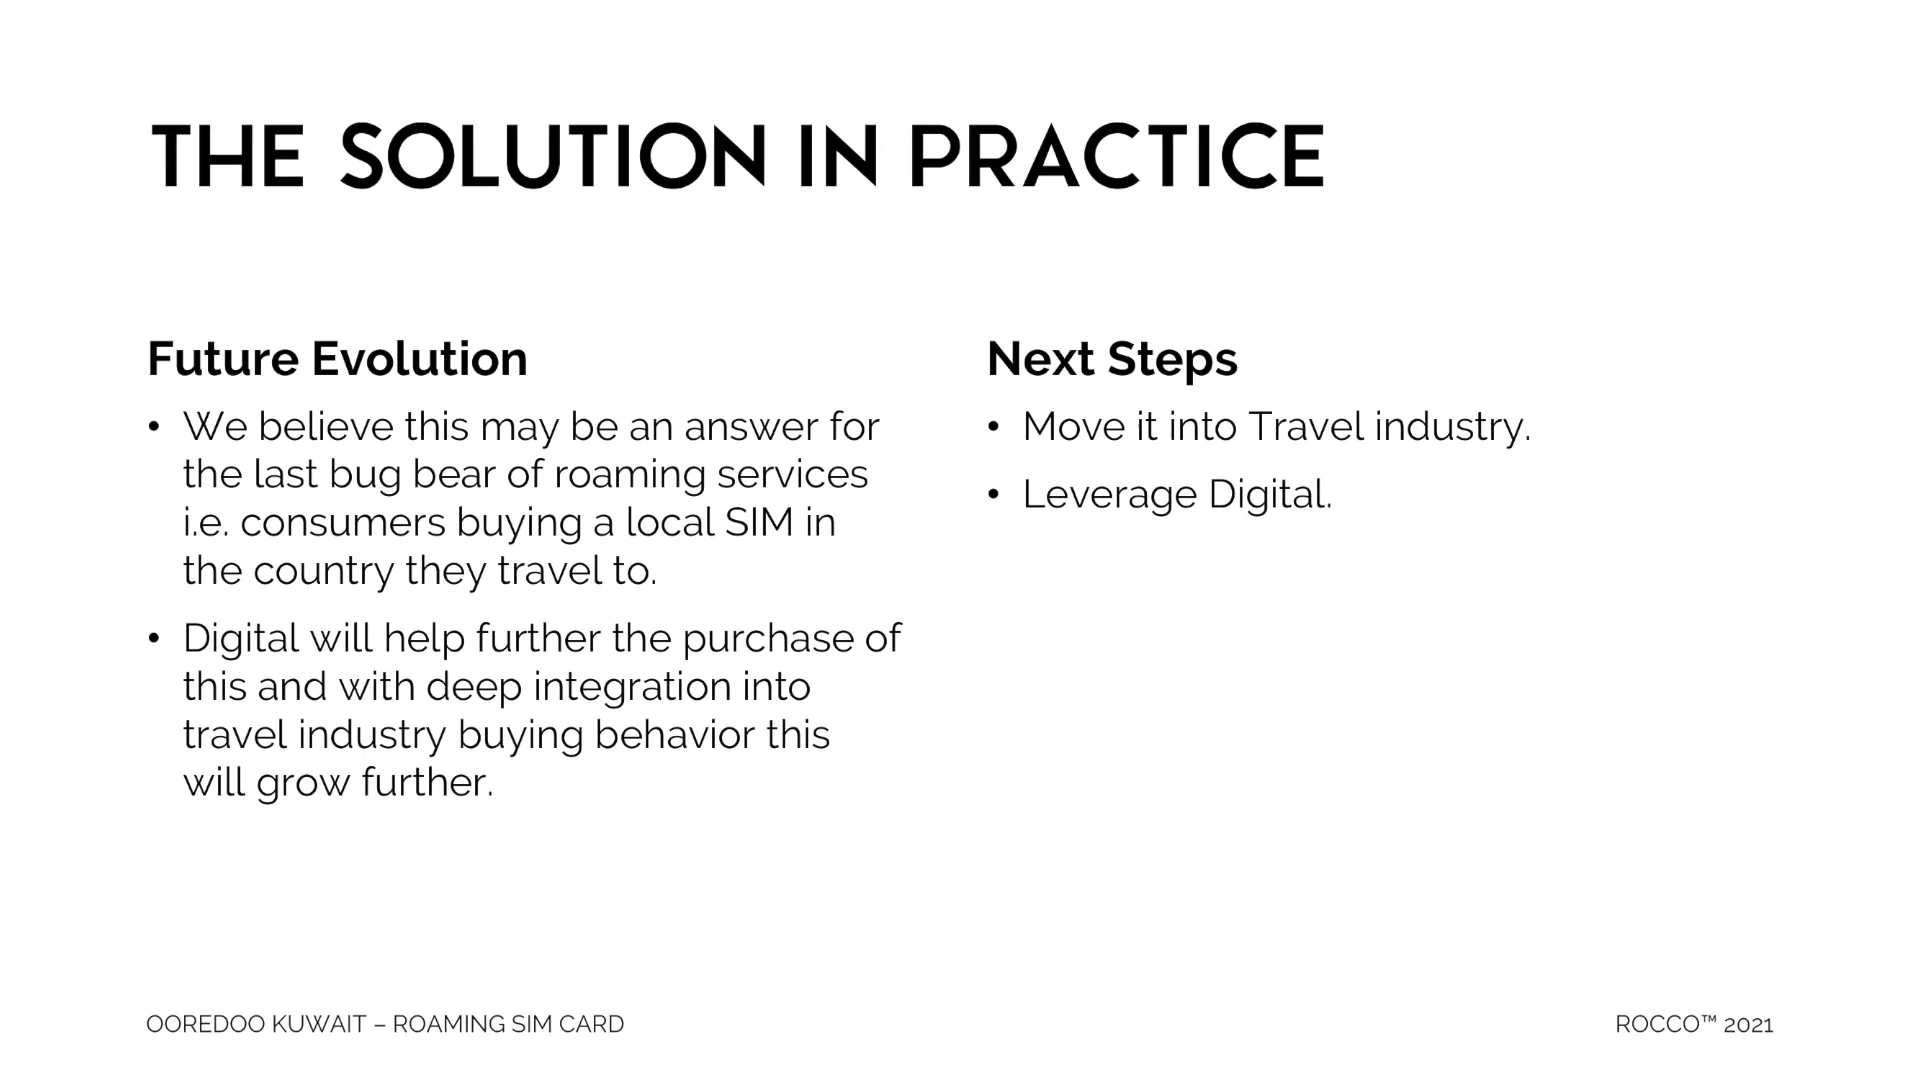 THE SOLUTION IN PRACTICE
Future Evolution
• We believe this may be an answer for
the last bug bear of roaming services
i.e. consumers buying a local SIM in
the country they travel to.
• Digital will help further the purchase of
this and with deep integration into
travel industry buying behavior this
will grow further.
Next Steps
• Move it into Travel industry.
• Leverage Digital.
OOREDOO KUWAIT – ROAMING SIM CARD
ROCCO™ 2021